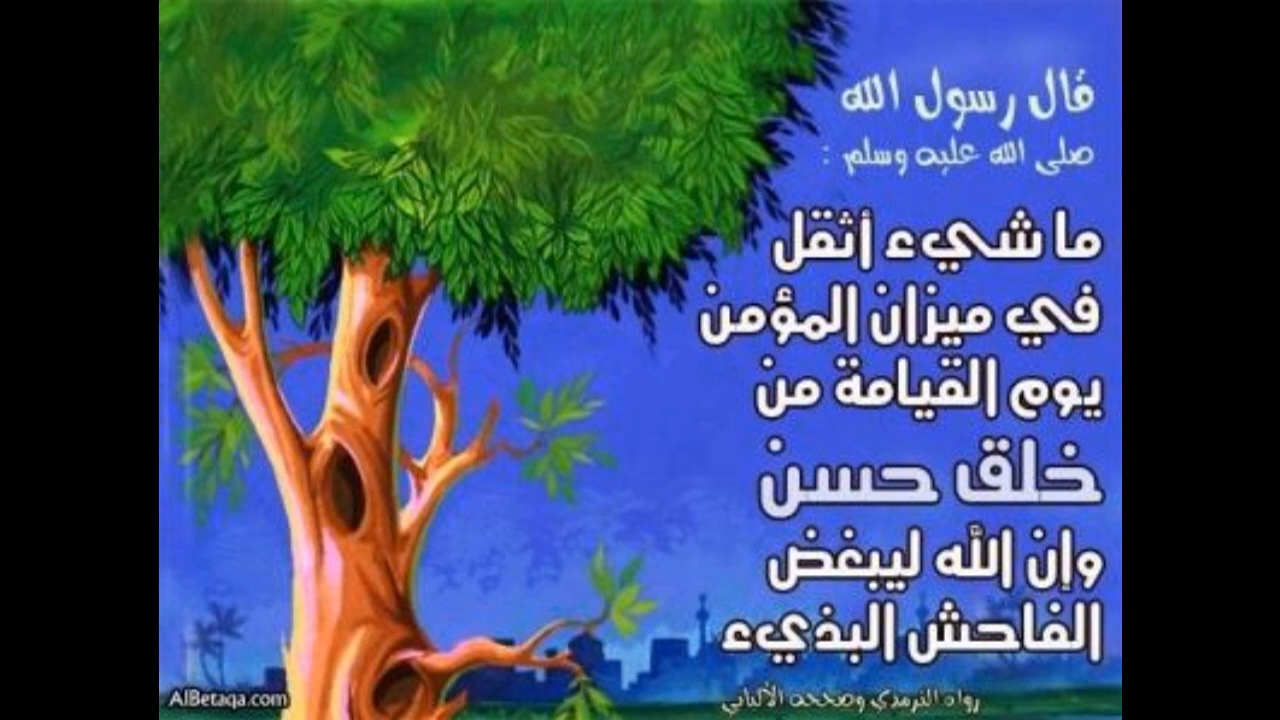 قال رسول الله
صلى الله عليه وسلم :
ما شيء أثقل
في ميزان المؤمن
يوم القيامة من
خلق حسن
وإن الله ليبغض
الفاحش البذيء
رواه الترمذي وصححه الألباني
AlBetaqa.com